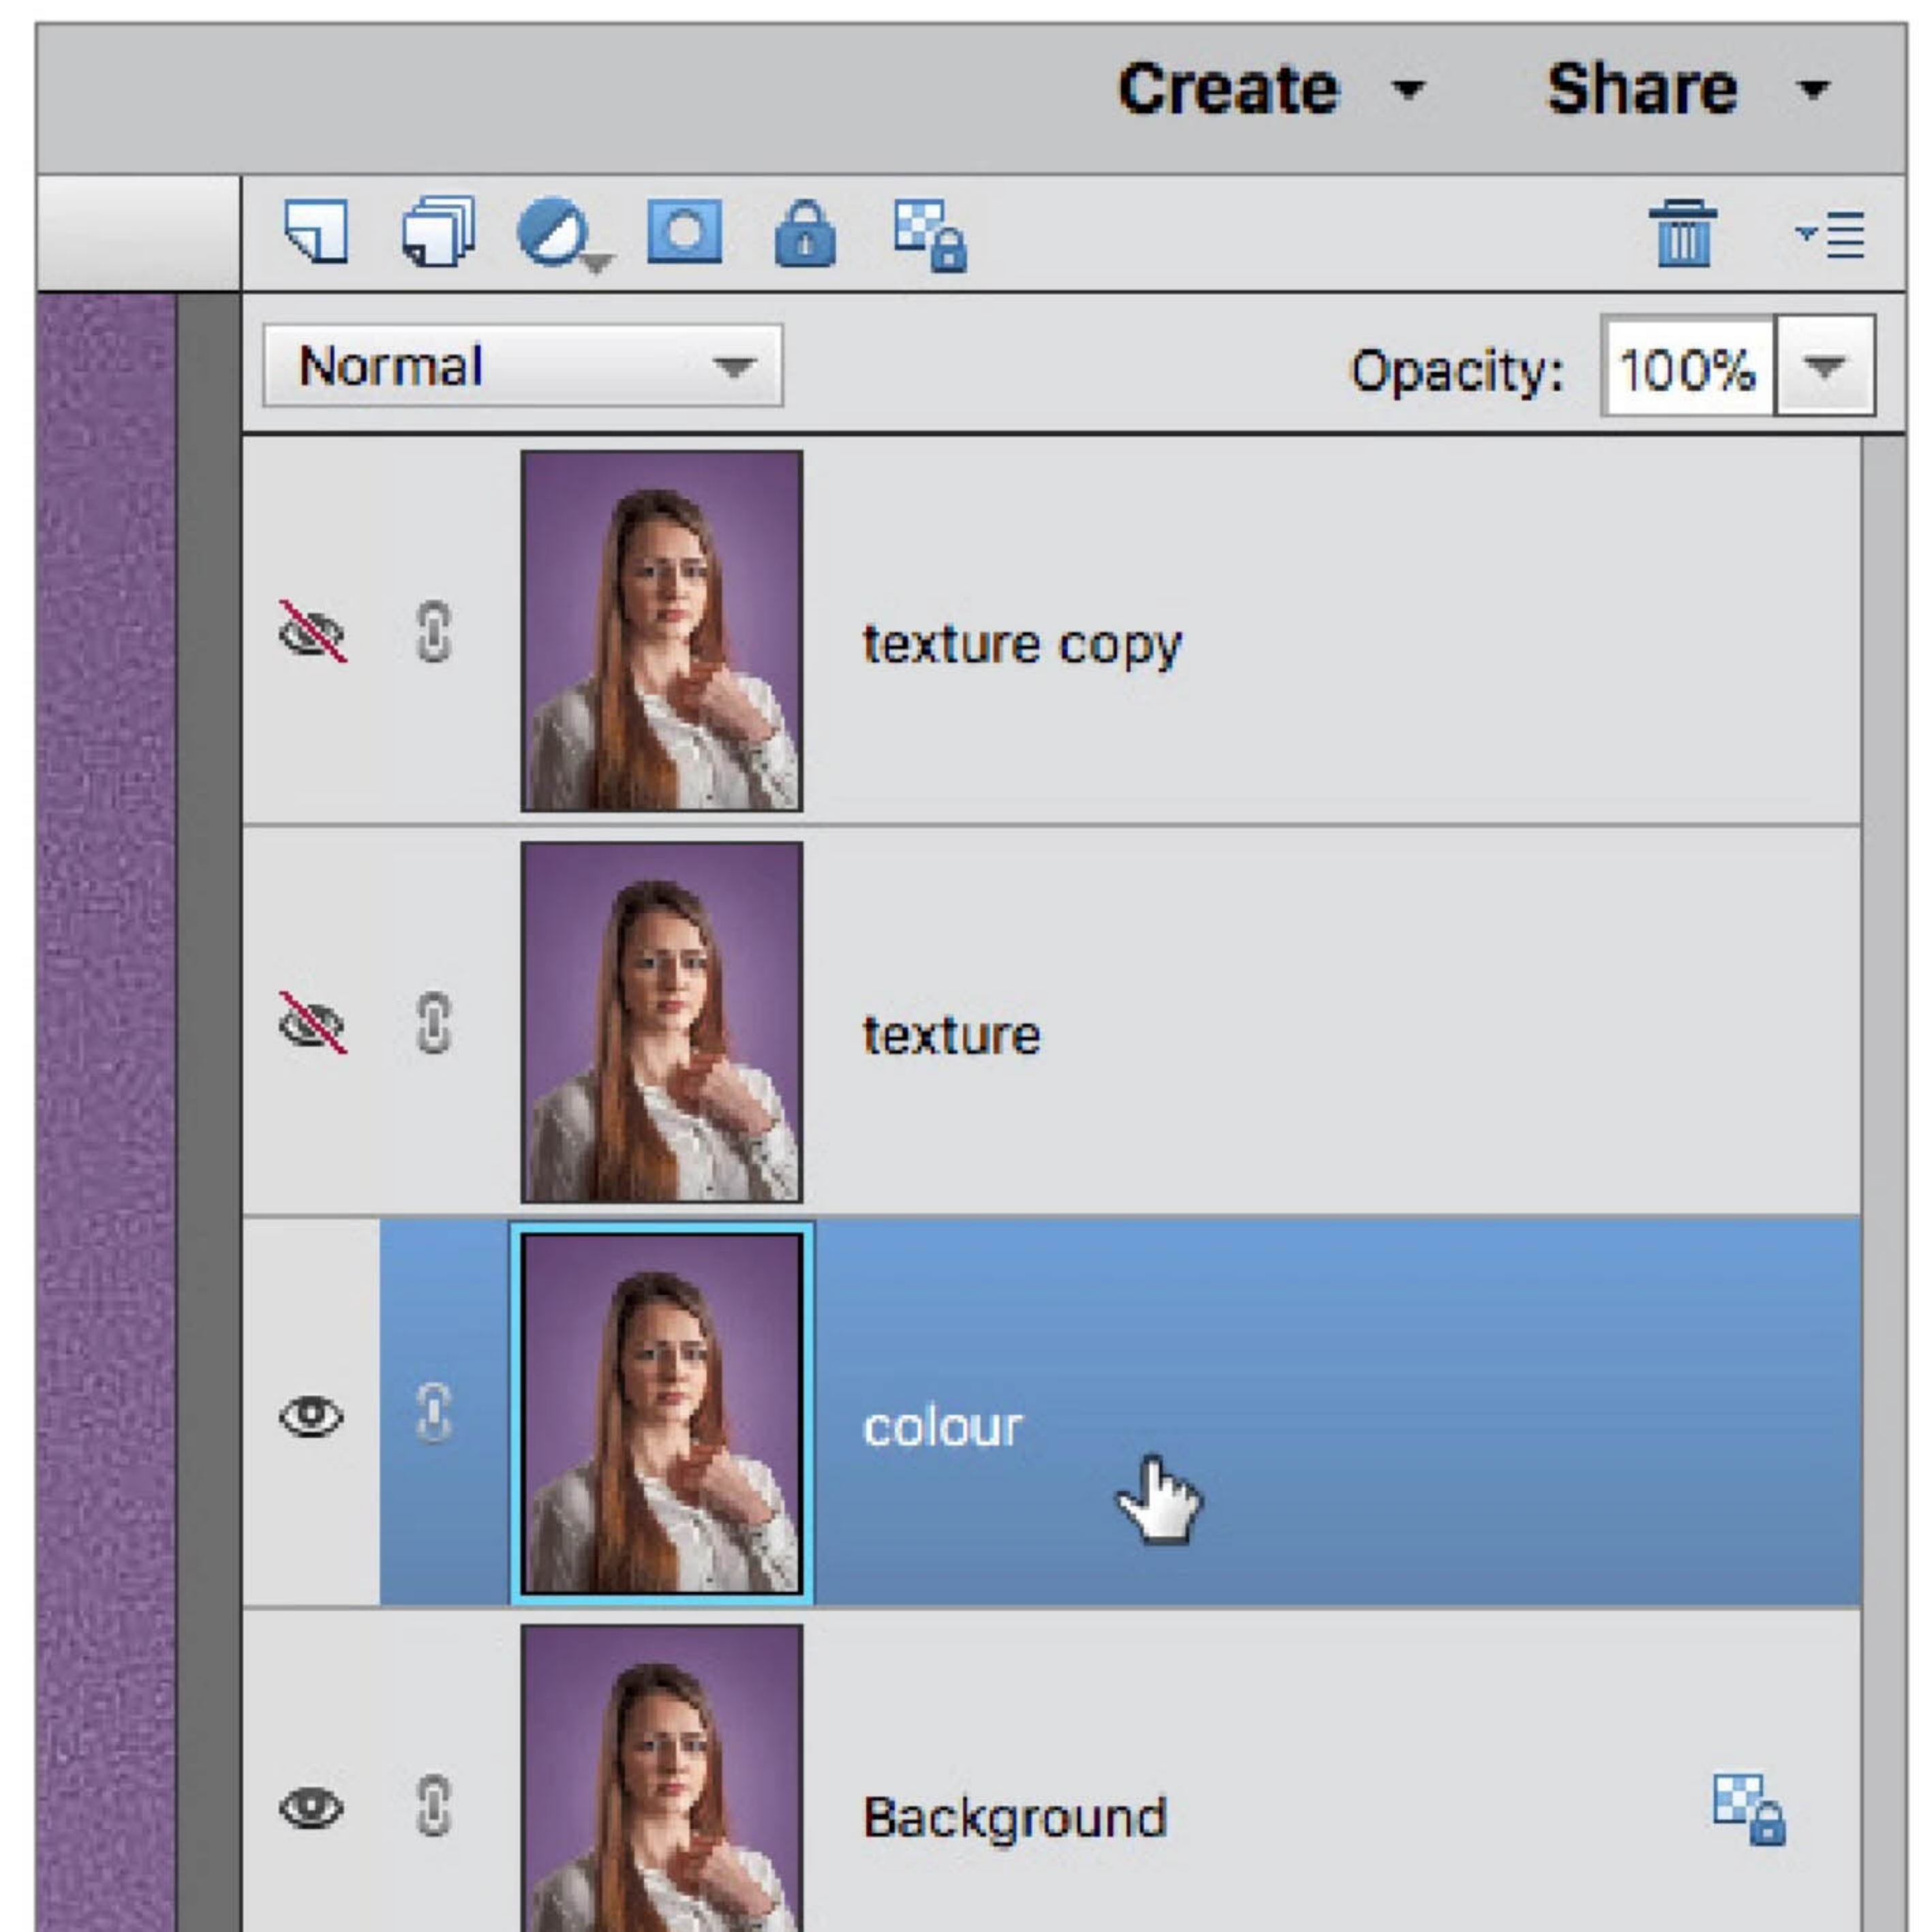 Create Share
Normal Opacity: 100%
texture copy
texture
colour
Background